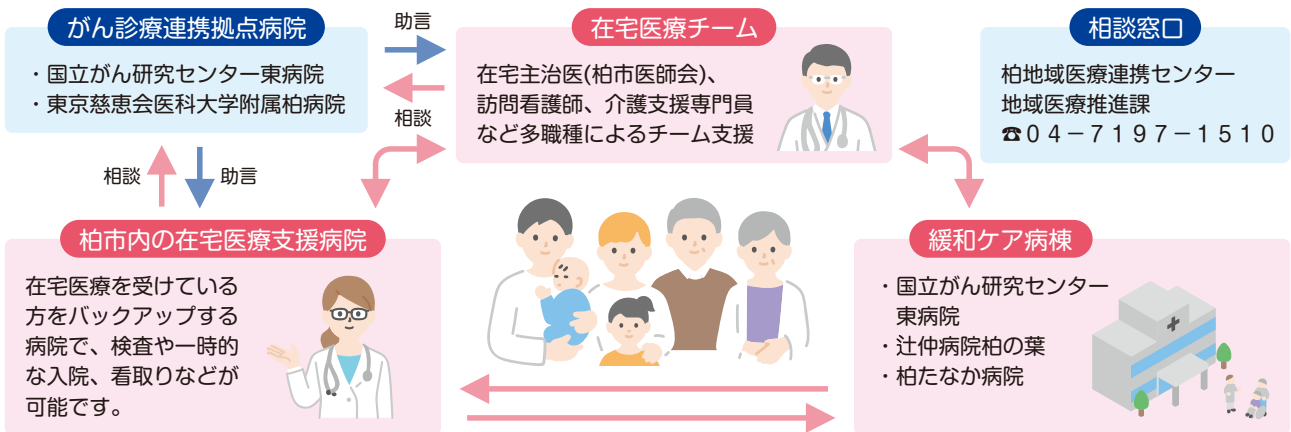 がん診療連携拠点病院
・国立がん研究センター東病院
・東京慈恵会医科大学附属柏病院
助言
相談
在宅医療チーム
在宅主治医(柏市医師会)、
訪問看護師、介護支援専門員
など多職種によるチーム支援
相談窓口
柏地域医療連携センター
地域医療推進課
☎04－7197－1510
相談
助言
柏市内の在宅医療支援病院
在宅医療を受けている
方をバックアップする
病院で、検査や一時的
な入院、看取りなどが
可能です。
緩和ケア病棟
・国立がん研究センター
東病院
・辻仲病院柏の葉
・柏たなか病院